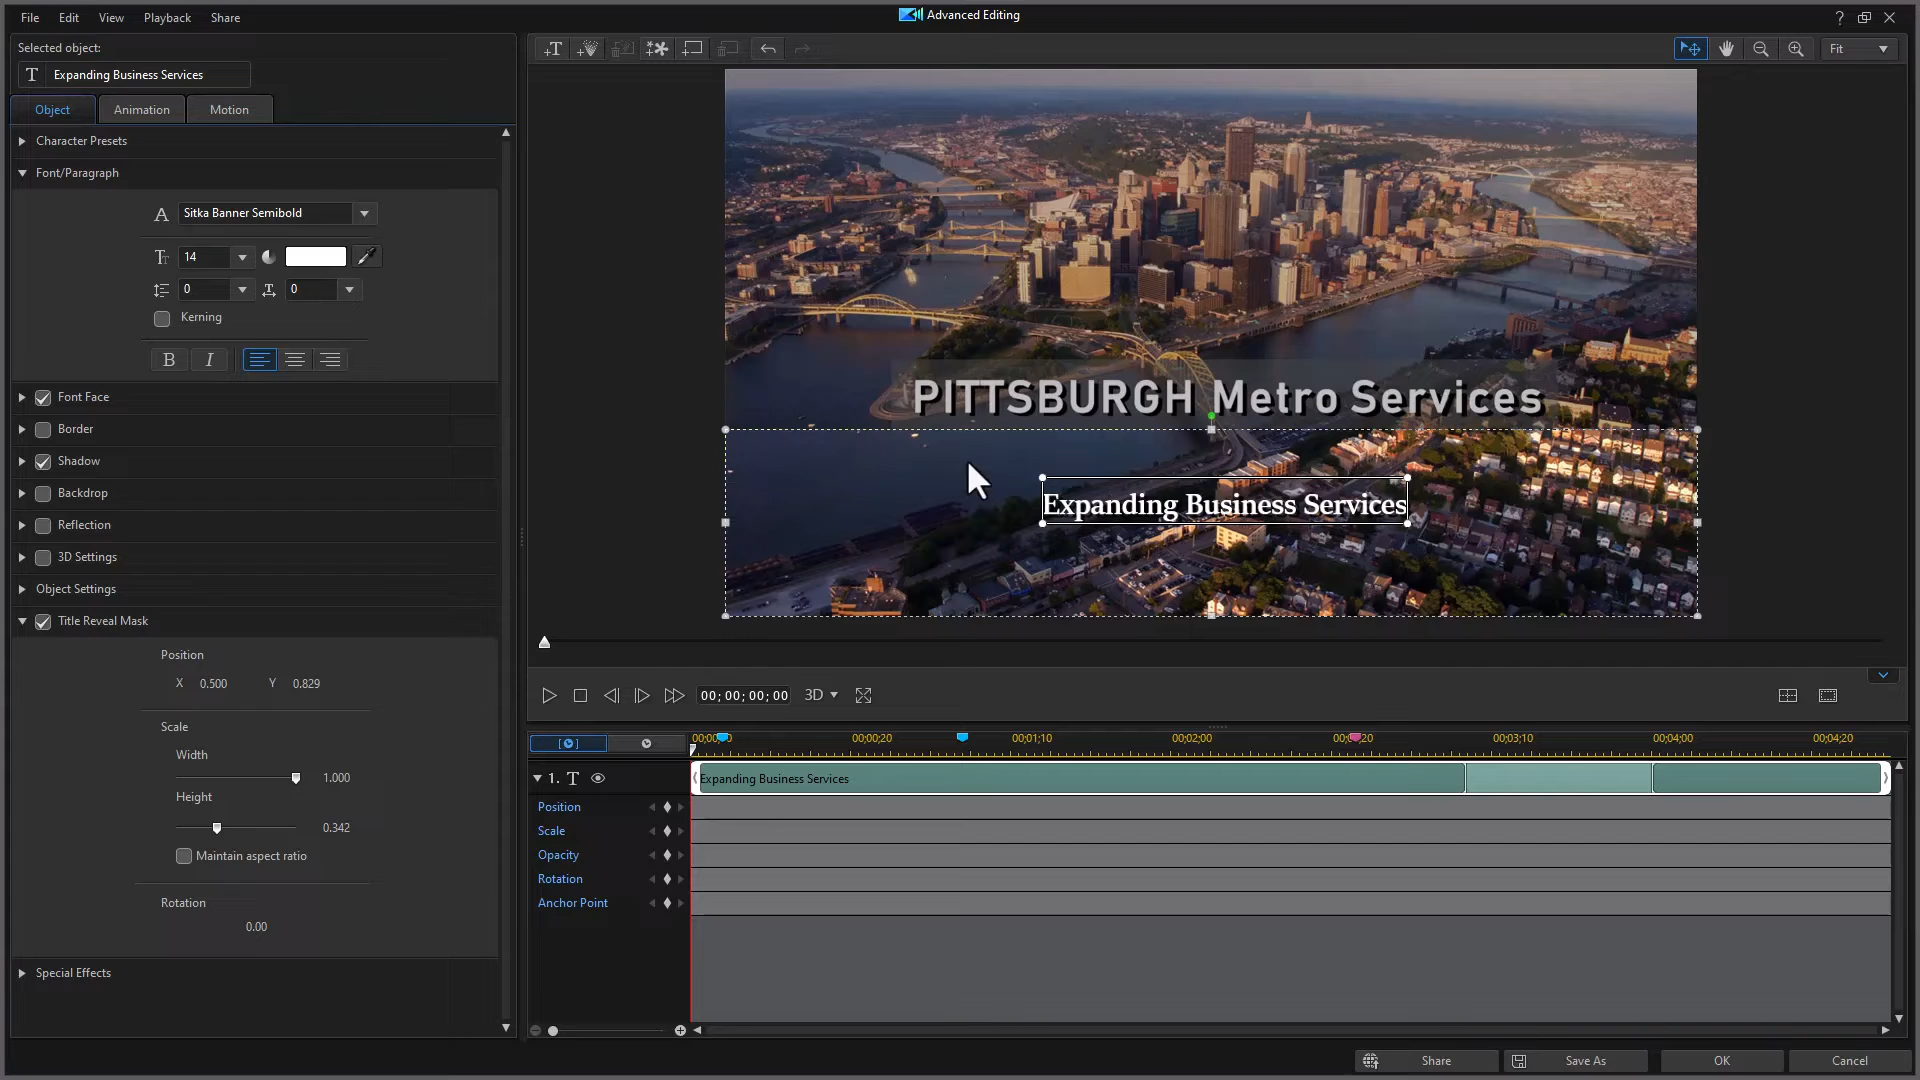 File Edit View Playback Share
Advanced Editing
?
Selected object:
T Expanding Business Services
Object Animation Motion
Fit
Character Presets
Font/Paragraph
A Sitka Banner Semibold
14
0 0
Kerning
B I
Font Face
Border
Shadow
Backdrop
Reflection
3D Settings
Object Settings
Title Reveal Mask
Position
X 0.500 Y 0.829
Scale
Width
1.000
Height
0.342
Maintain aspect ratio
Rotation
0.00
Special Effects
PITTSBURGH Metro Services
Expanding Business Services
00; 00; 00; 00 3D
00;00;20 00;01;10 00;02;00 00;03;10 00;04;00 00;04;20
1. T Expanding Business Services
Position
Scale
Opacity
Rotation
Anchor Point
Share Save As OK Cancel